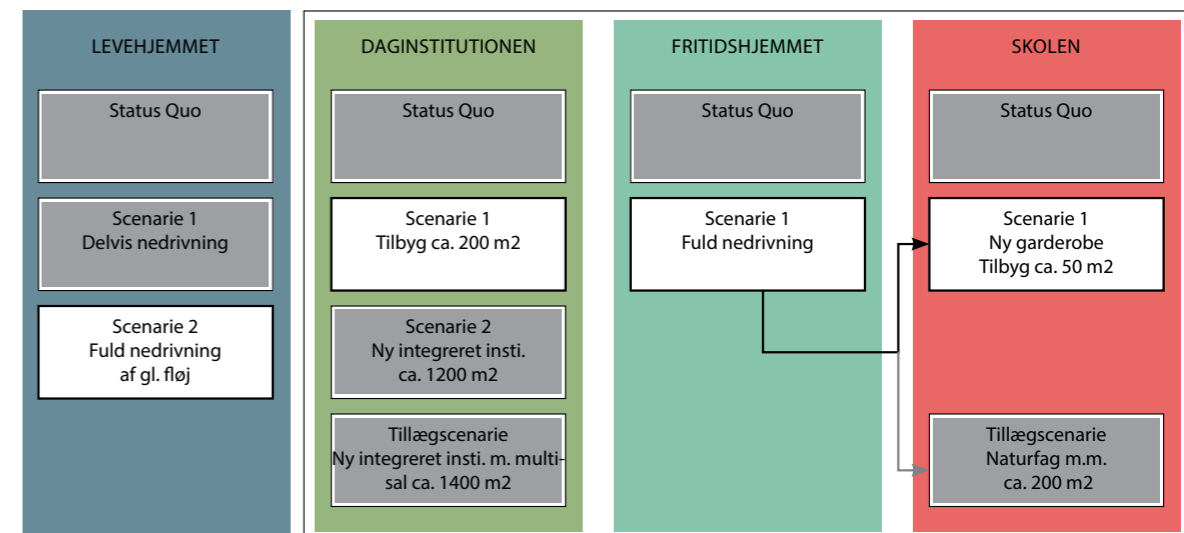 LEVEHJEMMET
Status Quo
Scenarie 1
Delvis nedrivning
Scenarie 2
Fuld nedrivning
af gl. fløj
DAGINSTITUTIONEN
Status Quo
Scenarie 1
Tilbyg ca. 200 m2
Scenarie 2
Ny integreret insti.
ca. 1200 m2
Tillægscenarie
Ny integreret insti. m. multi-
sal ca. 1400 m2
FRITIDSHJEMMET
Status Quo
Scenarie 1
Fuld nedrivning
SKOLEN
Status Quo
Scenarie 1
Ny garderobe
Tilbyg ca. 50 m2
Tillægscenarie
Naturfag m.m.
ca. 200 m2